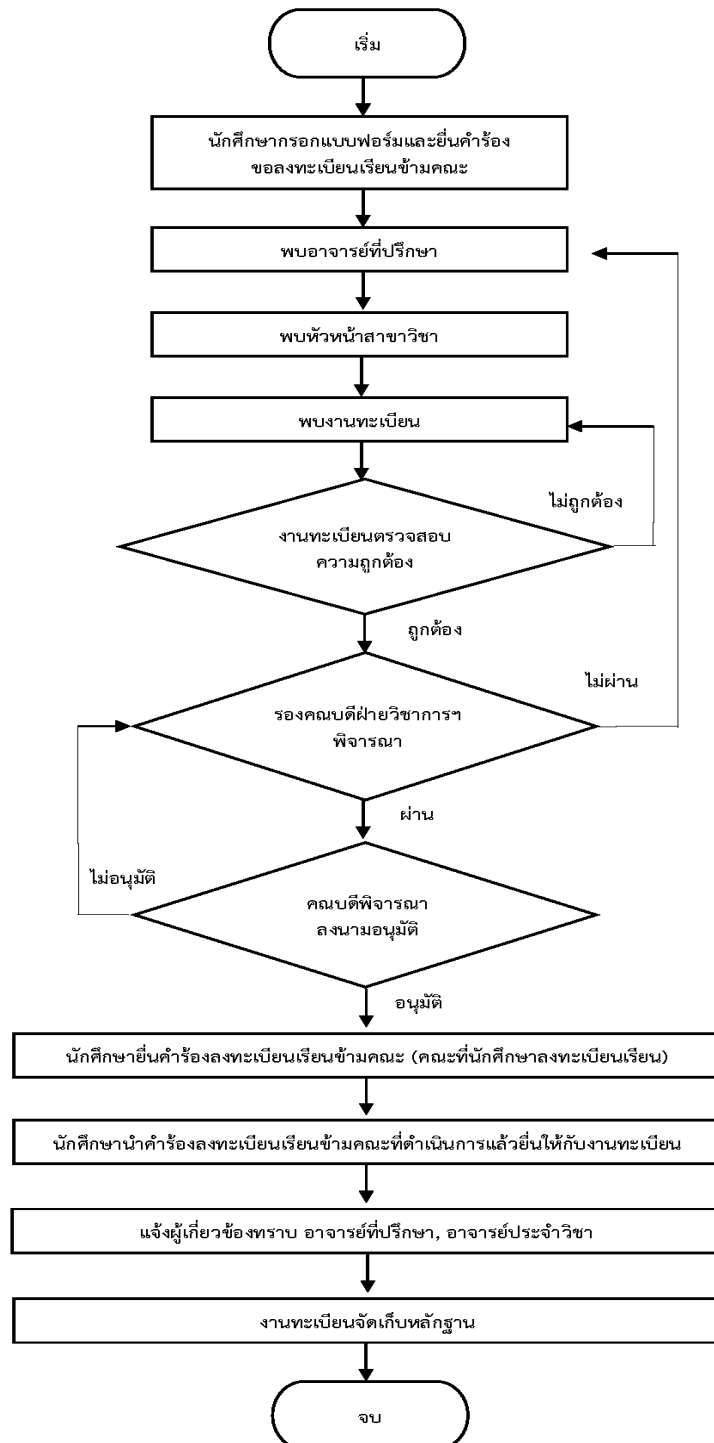 เริ่ม
นักศึกษากรอกแบบฟอร์มและยื่นคำร้อง
ขอลงทะเบียนเรียนข้ามคณะ
พบอาจารย์ที่ปรึกษา
พบหัวหน้าสาขาวิชา
พบงานทะเบียน
ไม่ถูกต้อง
งานทะเบียนตรวจสอบ
ความถูกต้อง
ถูกต้อง
ไม่ผ่าน
รองคณบดีฝ่ายวิชาการฯ
พิจารณา
ผ่าน
ไม่อนุมัติ
คณบดีพิจารณา
ลงนามอนุมัติ
อนุมัติ
นักศึกษายื่นคำร้องลงทะเบียนเรียนข้ามคณะ (คณะที่นักศึกษาลงทะเบียนเรียน)
นักศึกษานำคำร้องลงทะเบียนเรียนข้ามคณะที่ดำเนินการแล้วยื่นให้กับงานทะเบียน
แจ้งผู้เกี่ยวข้องทราบ อาจารย์ที่ปรึกษา, อาจารย์ประจำวิชา
งานทะเบียนจัดเก็บหลักฐาน
จบ